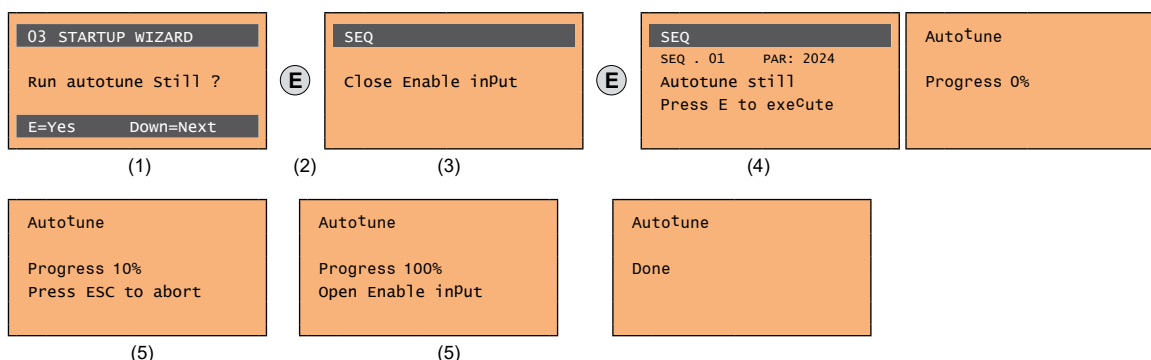 03 STARTUP WIZARD
Run autotune Still ?
E=Yes Down=Next
(1)
E
(2)
SEQ
Close Enable input
(3)
E
SEQ
SEQ . 01 PAR: 2024
Autotune still
Press E to execute
(4)
Autotune
Progress 0%
Autotune
Progress 10%
Press ESC to abort
(5)
Autotune
Progress 100%
Open Enable input
(5)
Autotune
Done